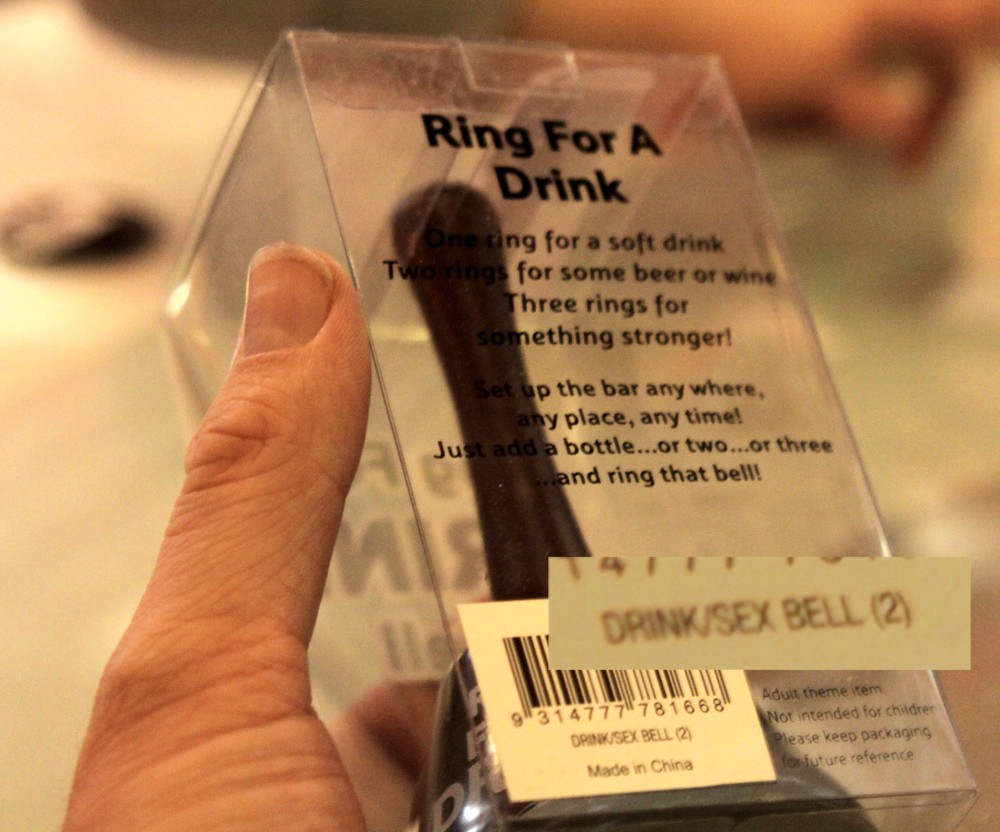 Ring For A
Drink
One ring for a soft drink
Two rings for some beer or wine
Three rings for
something stronger!
Set up the bar any where,
any place, any time!
Just add a bottle...or two...or three
...and ring that bell!
DRINK/SEX BELL (2)
9 314777 781668
DRINK/SEX BELL (2)
Made in China
Adult theme item.
Not intended for children
Please keep packaging
for future reference